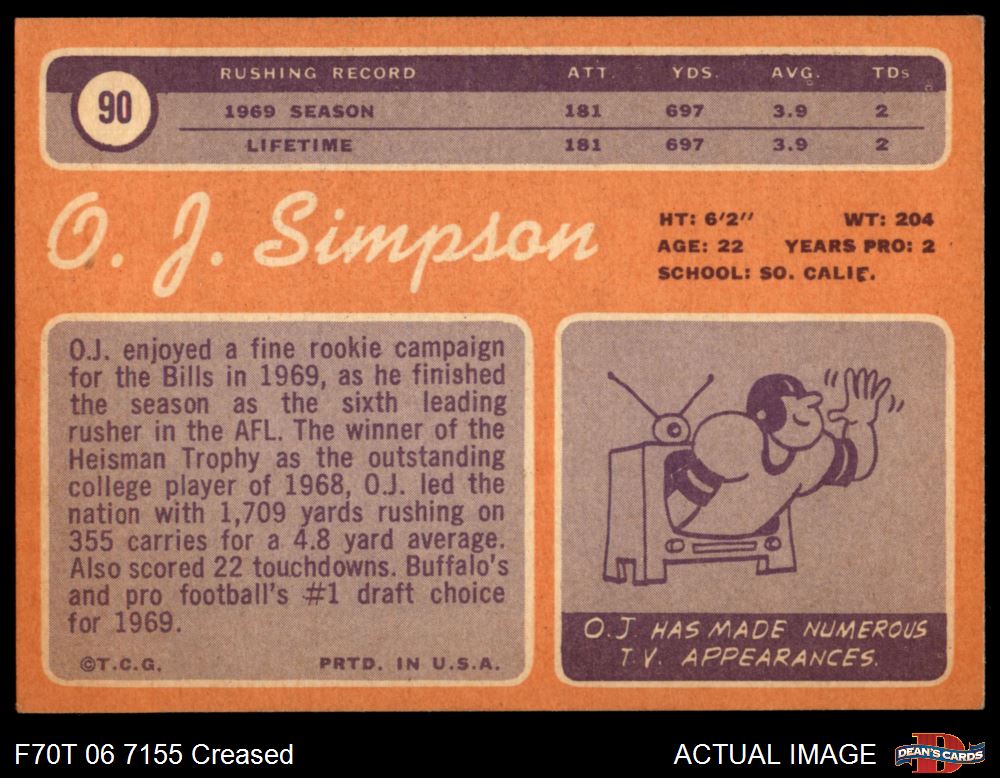 90
RUSHING RECORD ATT. YDS. AVG. TDs
1969 SEASON 181 697 3.9 2
LIFETIME 181 697 3.9 2
O. J. Simpson
HT: 6'2" WT: 204
AGE: 22 YEARS PRO: 2
SCHOOL: SO. CALIF.
O.J. enjoyed a fine rookie campaign
for the Bills in 1969, as he finished
the season as the sixth leading
rusher in the AFL. The winner of the
Heisman Trophy as the outstanding
college player of 1968, O.J. led the
nation with 1,709 yards rushing on
355 carries for a 4.8 yard average.
Also scored 22 touchdowns. Buffalo's
and pro football's #1 draft choice
for 1969.
©T.C.G. PRTD. IN U.S.A.
O.J HAS MADE NUMEROUS
T.V. APPEARANCES.
F70T 06 7155 Creased
ACTUAL IMAGE
D
DEAN'S CARDS